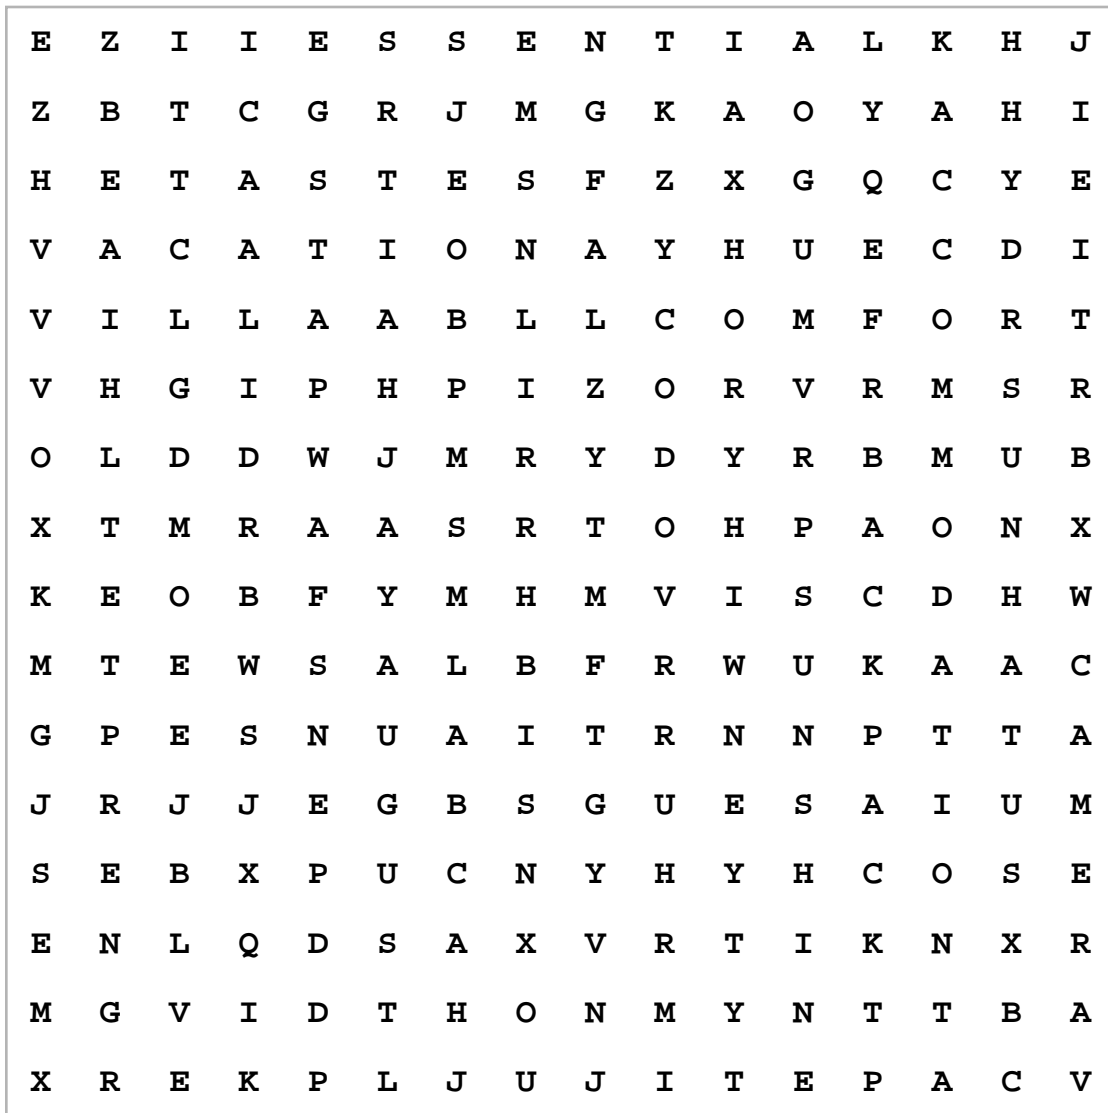 E Z I I E S S E N T I A L K H J
Z B T C G R J M G K A O Y A H I
H E T A S T E S F Z X G Q C Y E
V A C A T I O N A Y H U E C D I
V I L L A A B L L C O M F O R T
V H G I P H P I Z O R V R M S R
O L D D W J M R Y D Y R B M U B
X T M R A A S R T O H P A O N X
K E O B F Y M H M V I S C D H W
M T E W S A L B F R W U K A A C
G P E S N U A I T R N N P T T A
J R J J E G B S G U E S A I U M
S E B X P U C N Y H Y H C O S E
E N L Q D S A X V R T I K N X R
M G V I D T H O N M Y N T T B A
X R E K P L J U J I T E P A C V